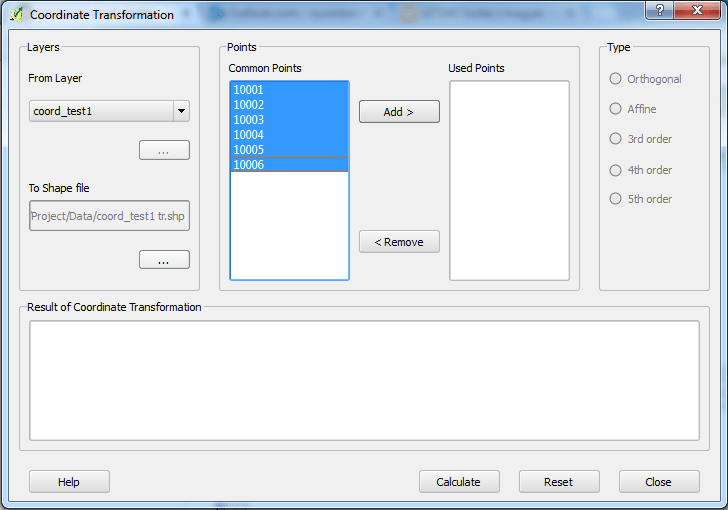 Coordinate Transformation
?
Layers
From Layer
coord_test1
...
To Shape file
Project/Data/coord_test1 tr.shp
...
Points
Common Points
10001
10002
10003
10004
10005
10006
Add >
< Remove
Used Points
Type
Orthogonal
Affine
3rd order
4th order
5th order
Result of Coordinate Transformation
Help
Calculate
Reset
Close